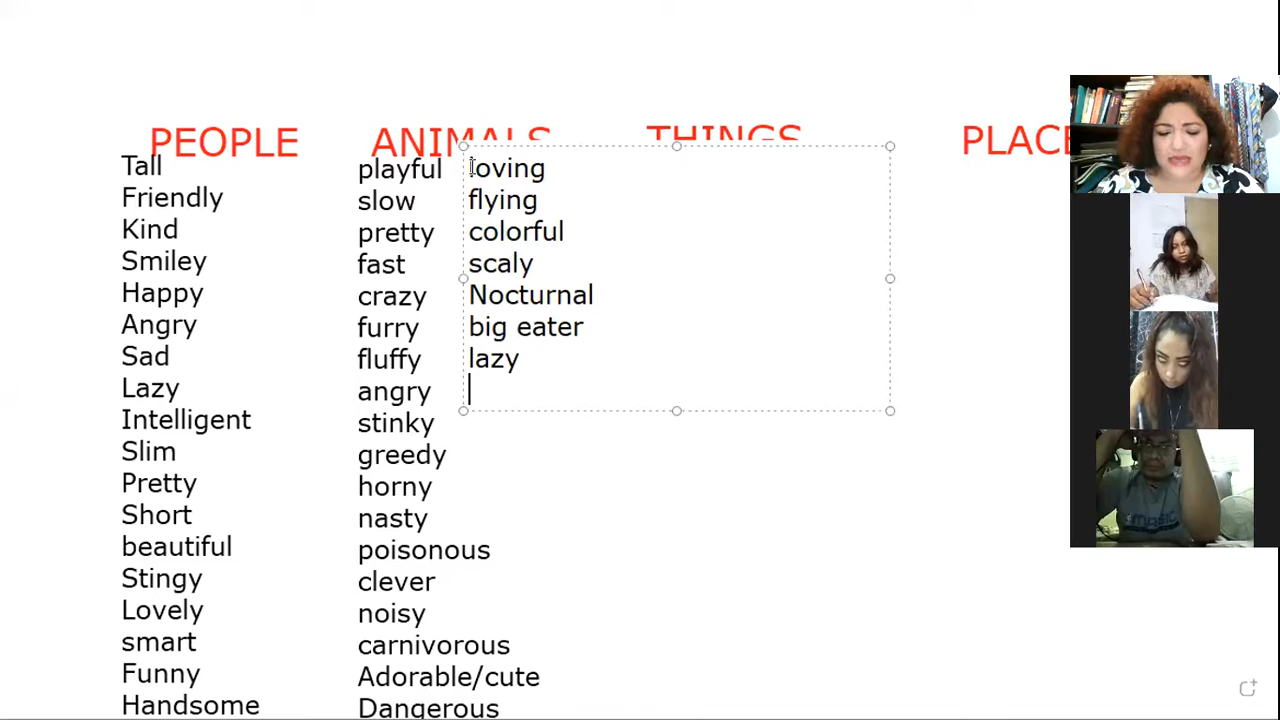 PEOPLE
Tall
Friendly
Kind
Smiley
Happy
Angry
Sad
Lazy
Intelligent
Slim
Pretty
Short
beautiful
Stingy
Lovely
smart
Funny
Handsome
ANIMALS
playful
slow
pretty
fast
crazy
furry
fluffy
angry
stinky
greedy
horny
nasty
poisonous
clever
noisy
carnivorous
Adorable/cute
Dangerous
loving
flying
colorful
scaly
Nocturnal
big eater
lazy
THINGS
PLACE